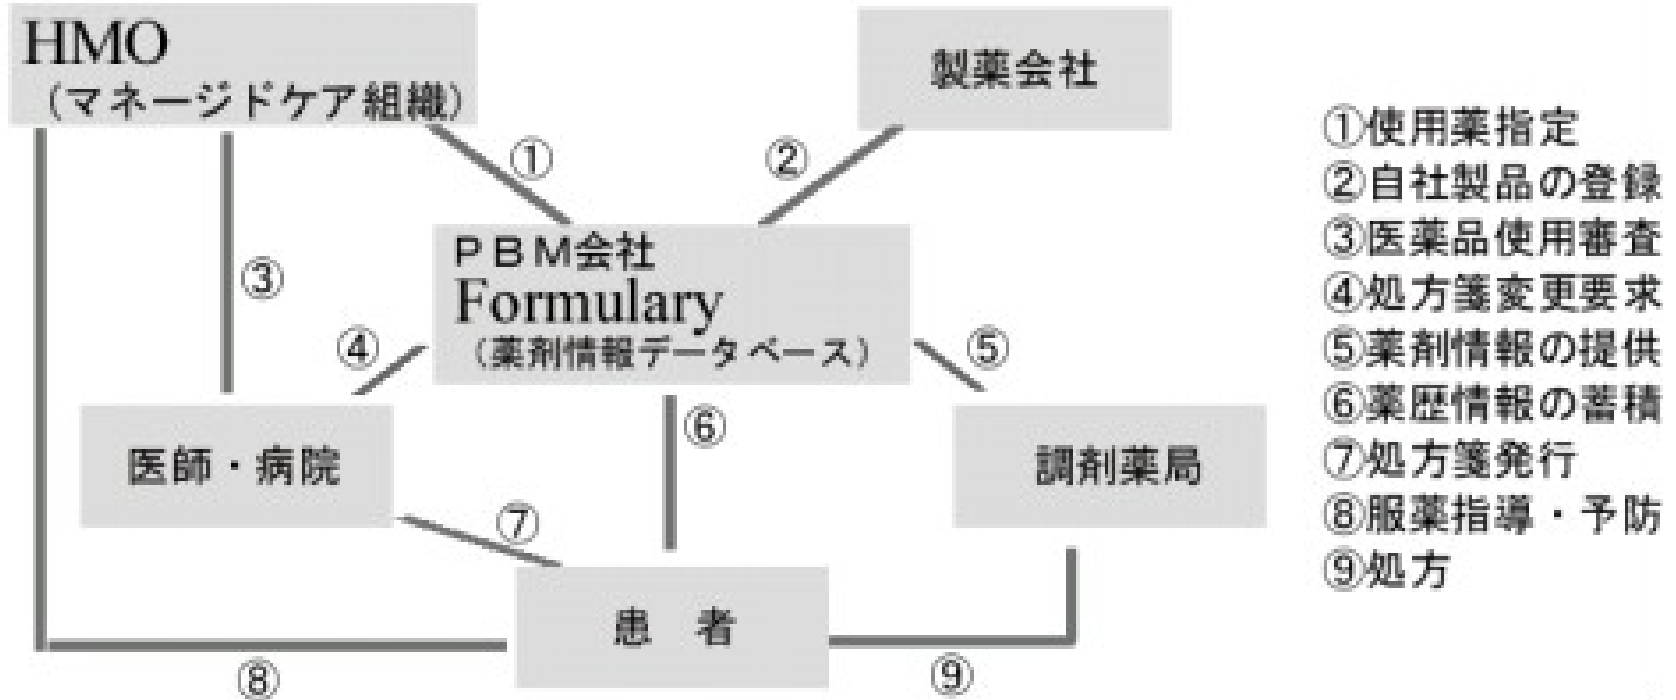 HMO
(マネージドケア組織)
製薬会社
①
②
PBM会社
Formulary
(薬剤情報データベース)
③
④
⑤
医師・病院
⑥
調剤薬局
⑦
患 者
⑧
⑨
①使用薬指定
②自社製品の登録
③医薬品使用審査
④処方箋変更要求
⑤薬剤情報の提供
⑥薬歴情報の蓄積
⑦処方箋発行
⑧服薬指導・予防
⑨処方